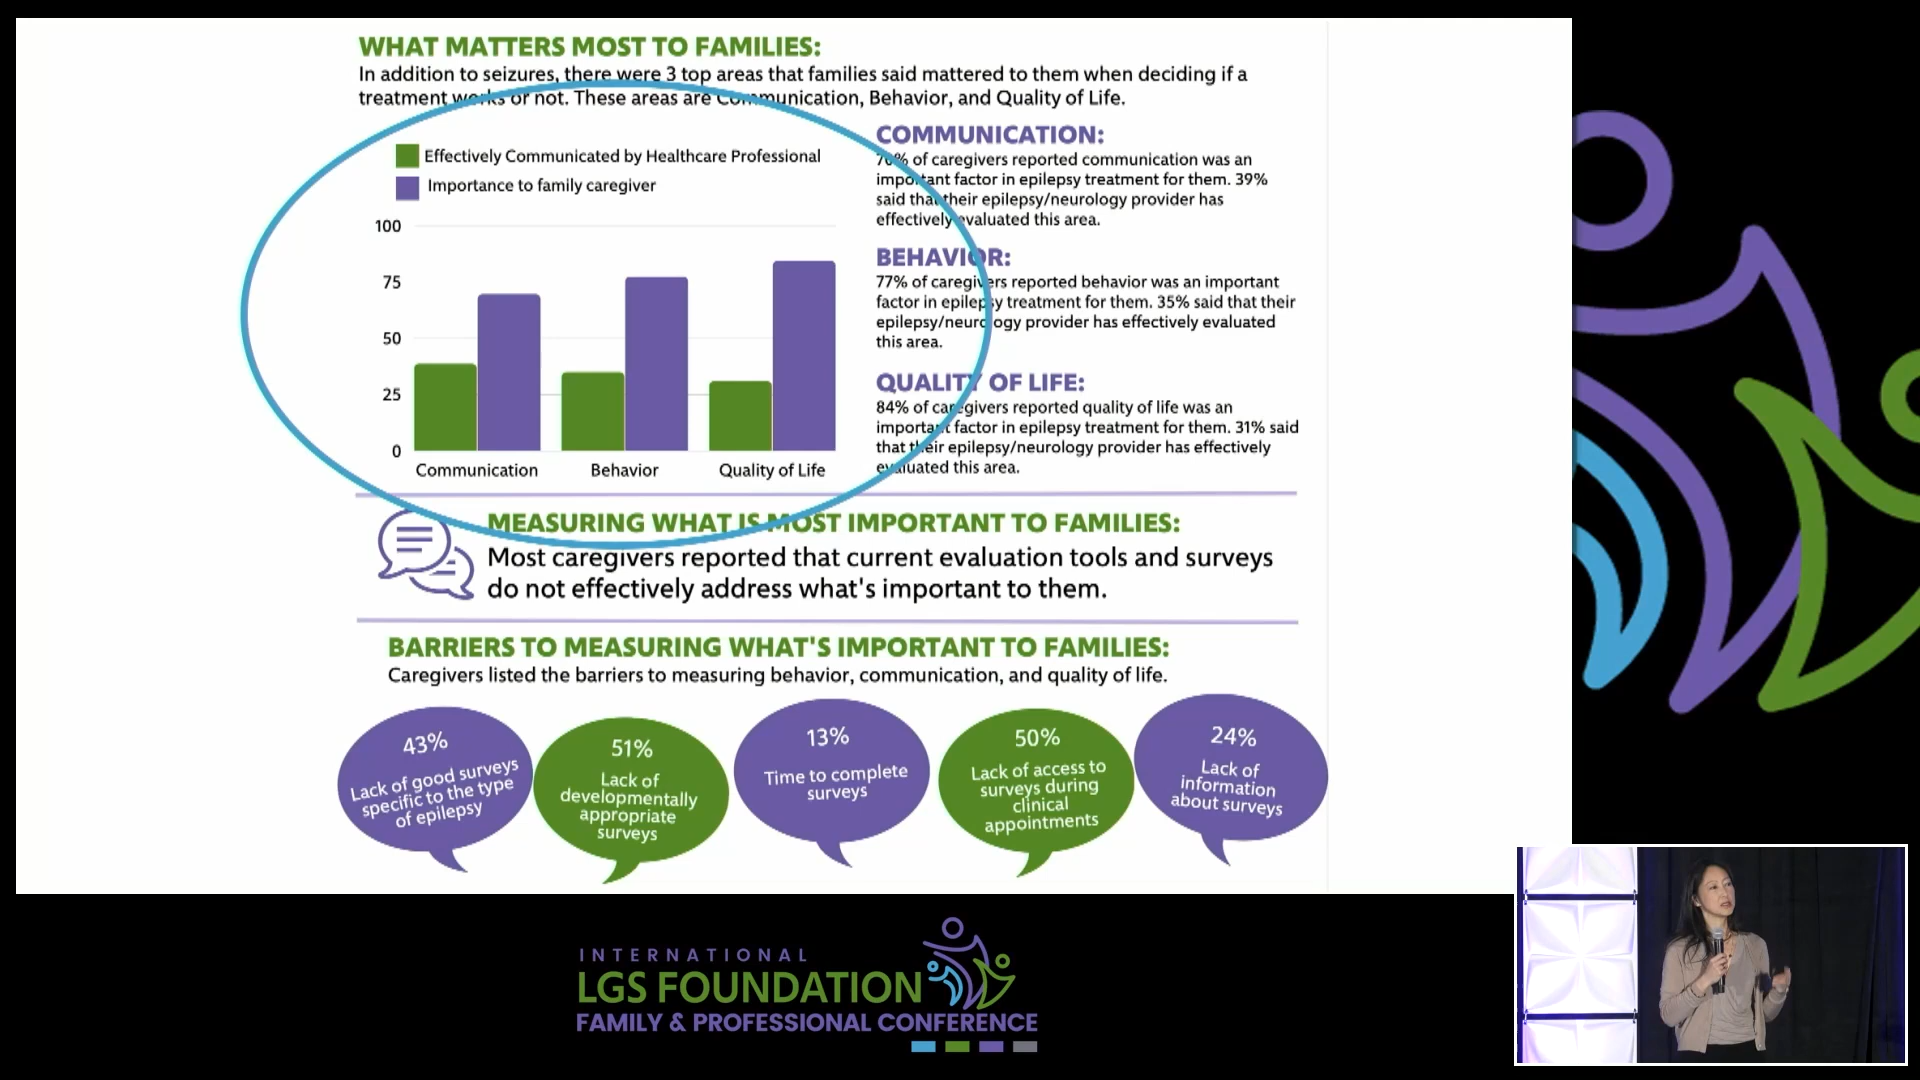 WHAT MATTERS MOST TO FAMILIES:
In addition to seizures, there were 3 top areas that families said mattered to them when deciding if a
treatment works or not. These areas are Communication, Behavior, and Quality of Life.
Effectively Communicated by Healthcare Professional
Importance to family caregiver
100
75
50
25
0
Communication
Behavior
Quality of Life
COMMUNICATION:
70% of caregivers reported communication was an
important factor in epilepsy treatment for them. 39%
said that their epilepsy/neurology provider has
effectively evaluated this area.
BEHAVIOR:
77% of caregivers reported behavior was an important
factor in epilepsy treatment for them. 35% said that their
epilepsy/neurology provider has effectively evaluated
this area.
QUALITY OF LIFE:
84% of caregivers reported quality of life was an
important factor in epilepsy treatment for them. 31% said
that their epilepsy/neurology provider has effectively
evaluated this area.
MEASURING WHAT IS MOST IMPORTANT TO FAMILIES:
Most caregivers reported that current evaluation tools and surveys
do not effectively address what's important to them.
BARRIERS TO MEASURING WHAT'S IMPORTANT TO FAMILIES:
Caregivers listed the barriers to measuring behavior, communication, and quality of life.
43%
Lack of good surveys
specific to the type
of epilepsy
51%
Lack of
developmentally
appropriate
surveys
13%
Time to complete
surveys
50%
Lack of access to
surveys during
clinical
appointments
24%
Lack of
information
about surveys
INTERNATIONAL
LGS FOUNDATION
FAMILY & PROFESSIONAL CONFERENCE